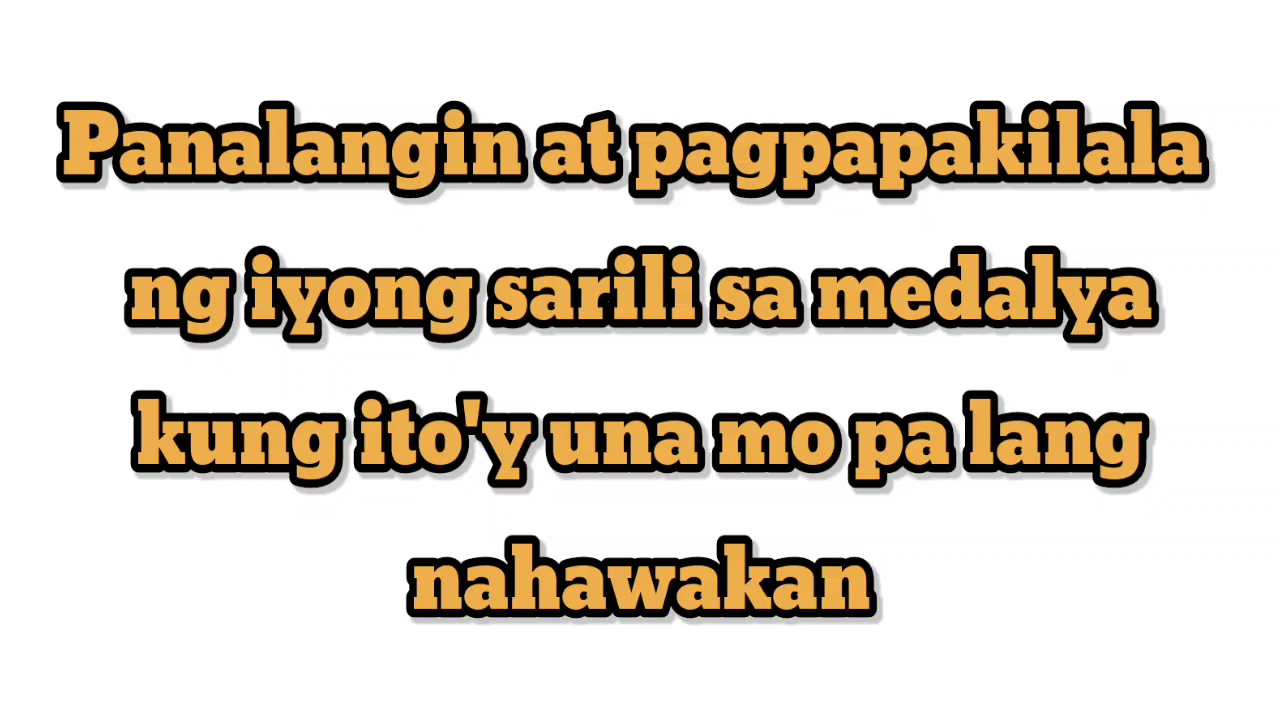 Panalangin at pagpapakilala
ng iyong sarili sa medalya
kung ito'y una mo pa lang
nahawakan